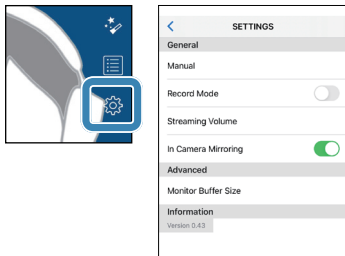 SETTINGS
General
Manual
Record Mode
Streaming Volume
In Camera Mirroring
Advanced
Monitor Buffer Size
Information
Version 0,43